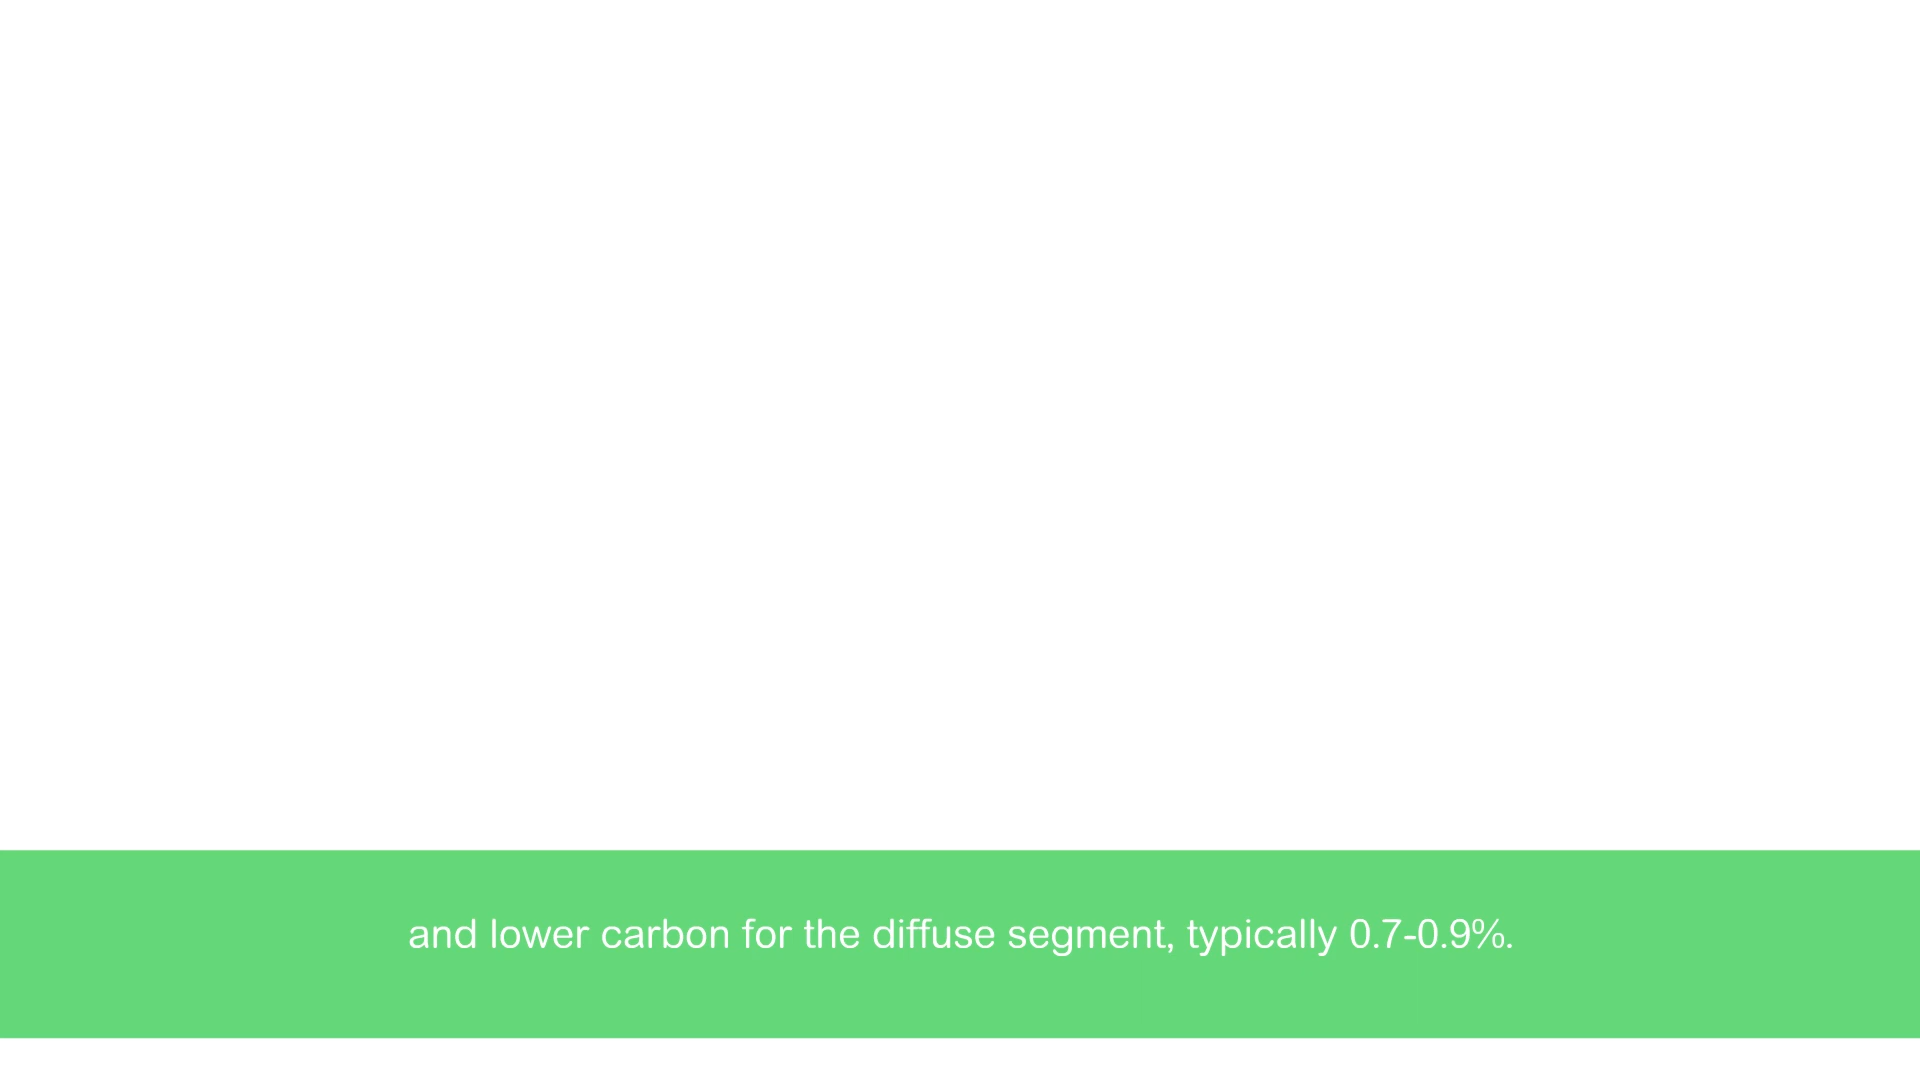 and lower carbon for the diffuse segment, typically 0.7-0.9%.